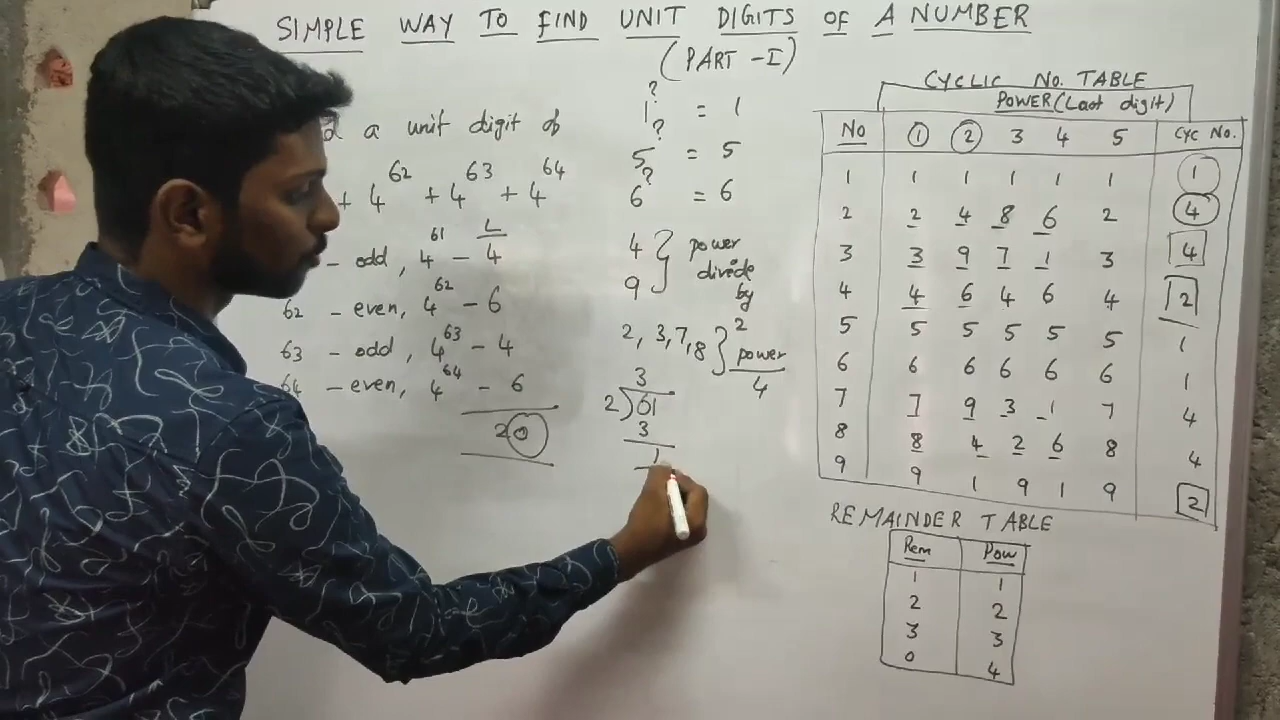 SIMPLE WAY TO FIND UNIT DIGITS OF A NUMBER
(PART -I)
a unit digit of
+ 4^62 + 4^63 + 4^64
- odd, 4^61 - 4
62 - even, 4^62 - 6
63 - odd, 4^63 - 4
64 - even, 4^64 - 6
20
1^? = 1
5^? = 5
6^? = 6
4 } power
9 } divide
by
2
2, 3,7,8 } power
4
3
2)61
3
1
CYCLIC No. TABLE
POWER (Last digit)
No 1 2 3 4 5 CYC No.
1 1 1 1 1 1 1
2 2 4 8 6 2 4
3 3 9 7 1 3 4
4 4 6 4 6 4 2
5 5 5 5 5 5 1
6 6 6 6 6 6 1
7 7 9 3 1 7 4
8 8 4 2 6 8 4
9 9 1 9 1 9 2
REMAINDER TABLE
Rem Pow
1 1
2 2
3 3
0 4